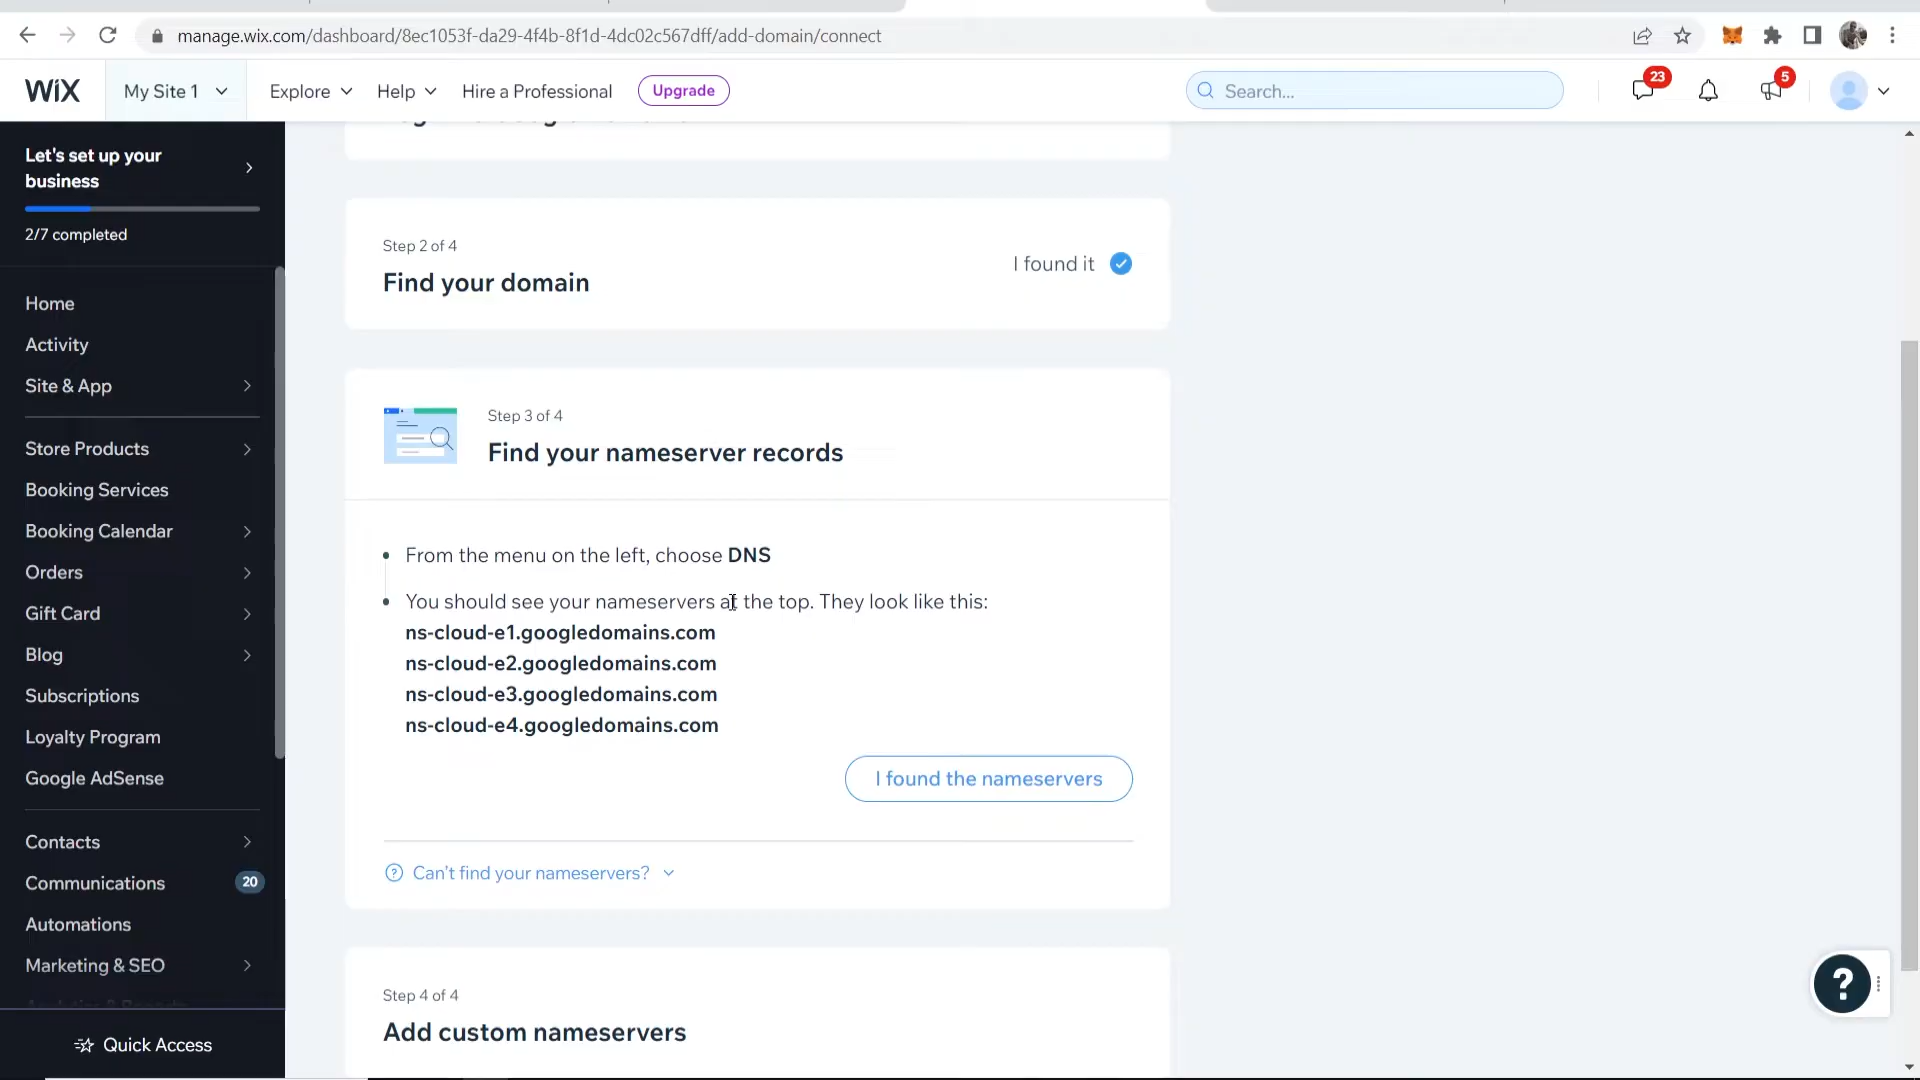 manage.wix.com/dashboard/8ec1053f-da29-4f4b-8f1d-4dc02c567dff/add-domain/connect
WiX
My Site 1
Explore
Help
Hire a Professional
Upgrade
Search...
23
5
Let's set up your
business
2/7 completed
Home
Activity
Site & App
Store Products
Booking Services
Booking Calendar
Orders
Gift Card
Blog
Subscriptions
Loyalty Program
Google AdSense
Contacts
Communications
20
Automations
Marketing & SEO
Quick Access
Step 2 of 4
Find your domain
I found it
Step 3 of 4
Find your nameserver records
From the menu on the left, choose DNS
You should see your nameservers at the top. They look like this:
ns-cloud-e1.googledomains.com
ns-cloud-e2.googledomains.com
ns-cloud-e3.googledomains.com
ns-cloud-e4.googledomains.com
I found the nameservers
Can't find your nameservers?
Step 4 of 4
Add custom nameservers